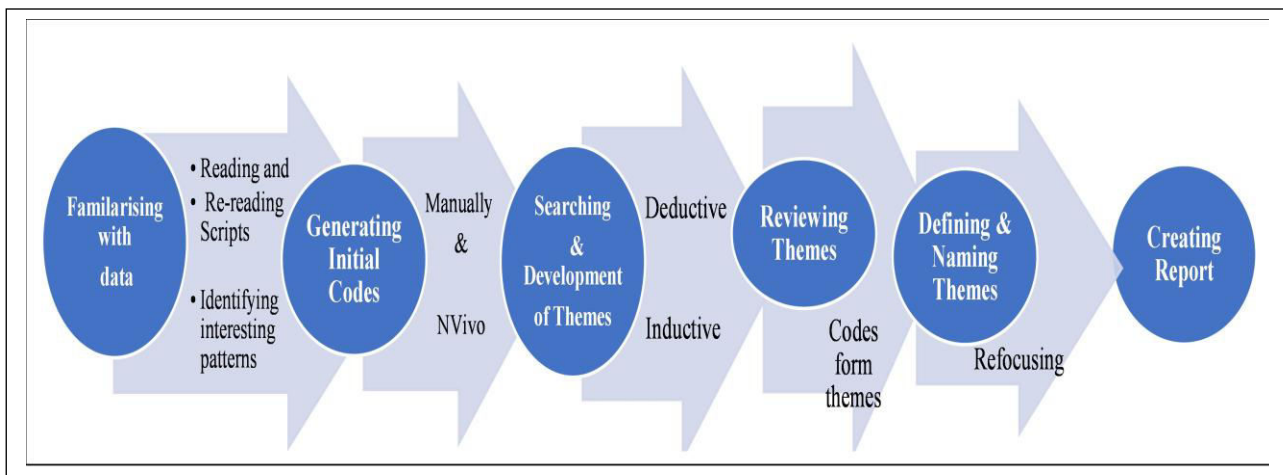 Familarising
with
data
• Reading and
• Re-reading
Scripts
• Identifying
interesting
patterns
Generating
Initial
Codes
Manually
&
NVivo
Searching
&
Development
of Themes
Deductive
Inductive
Reviewing
Themes
Codes
form
themes
Defining &
Naming
Themes
Refocusing
Creating
Report